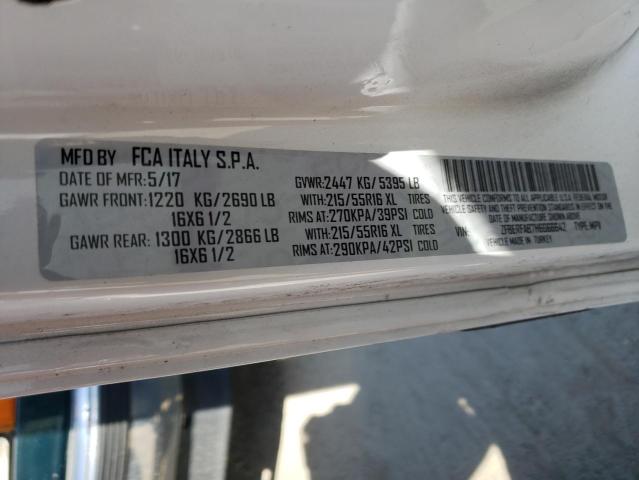 MFD BY FCA ITALY S.P.A.
DATE OF MFR:5/17
GAWR FRONT:1220 KG/2690 LB
16X6 1/2
GAWR REAR: 1300 KG/2866 LB
16X6 1/2
GVWR:2447 KG/ 5395 LB
WITH:215/55R16 XL TIRES
RIMS AT:270KPA/39PSI COLD
WITH:215/55R16 XL TIRES
RIMS AT:290KPA/42PSI COLD
THIS VEHICLE CONFORMS TO ALL APPLICABLE U.S.A. FEDERAL MOTOR
VEHICLE SAFETY, BUMPER, AND THEFT PREVENTION STANDARDS IN EFFECT ON THE
DATE OF MANUFACTURE SHOWN ABOVE.
VIN: TYPE:MPV
VEHICLE MADE IN: TURKEY